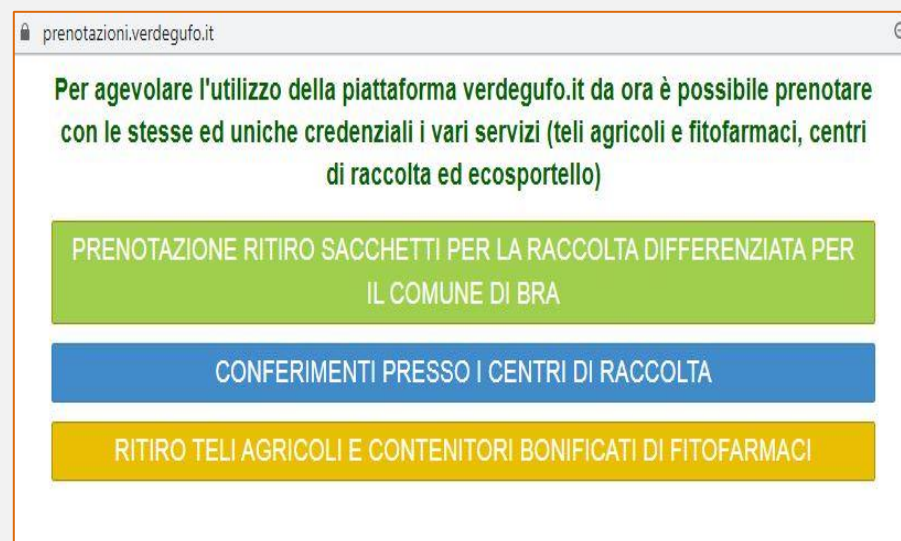 prenotazioni.verdegufo.it
Per agevolare l'utilizzo della piattaforma verdegufo.it da ora è possibile prenotare
con le stesse ed uniche credenziali i vari servizi (teli agricoli e fitofarmaci, centri
di raccolta ed ecosportello)
PRENOTAZIONE RITIRO SACCHETTI PER LA RACCOLTA DIFFERENZIATA PER
IL COMUNE DI BRA
CONFERIMENTI PRESSO I CENTRI DI RACCOLTA
RITIRO TELI AGRICOLI E CONTENITORI BONIFICATI DI FITOFARMACI